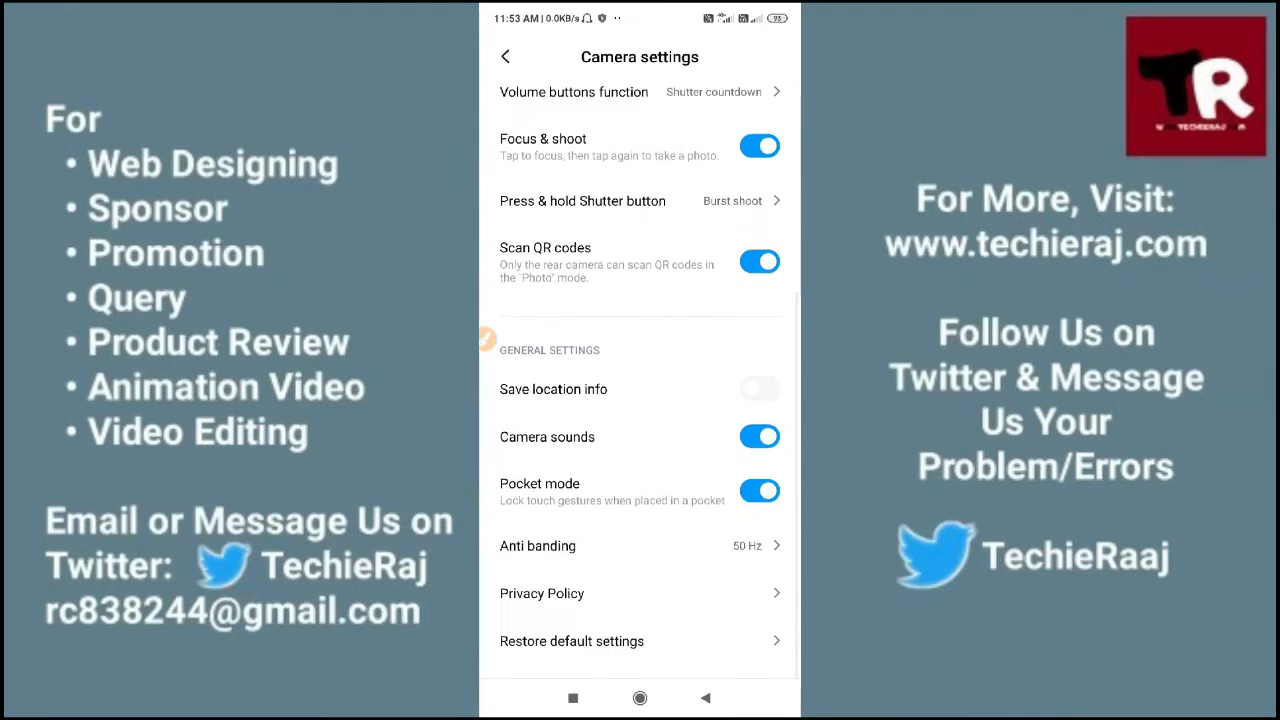 For
• Web Designing
• Sponsor
• Promotion
• Query
• Product Review
• Animation Video
• Video Editing
Email or Message Us on
Twitter: TechieRaj
rc838244@gmail.com
11:53 AM | 0.0KB/s
93
Camera settings
Volume buttons function Shutter countdown
Focus & shoot
Tap to focus, then tap again to take a photo.
Press & hold Shutter button Burst shoot
Scan QR codes
Only the rear camera can scan QR codes in
the "Photo" mode.
GENERAL SETTINGS
Save location info
Camera sounds
Pocket mode
Lock touch gestures when placed in a pocket
Anti banding 50 Hz
Privacy Policy
Restore default settings
TR
For More, Visit:
www.techieraj.com
Follow Us on
Twitter & Message
Us Your
Problem/Errors
TechieRaaj